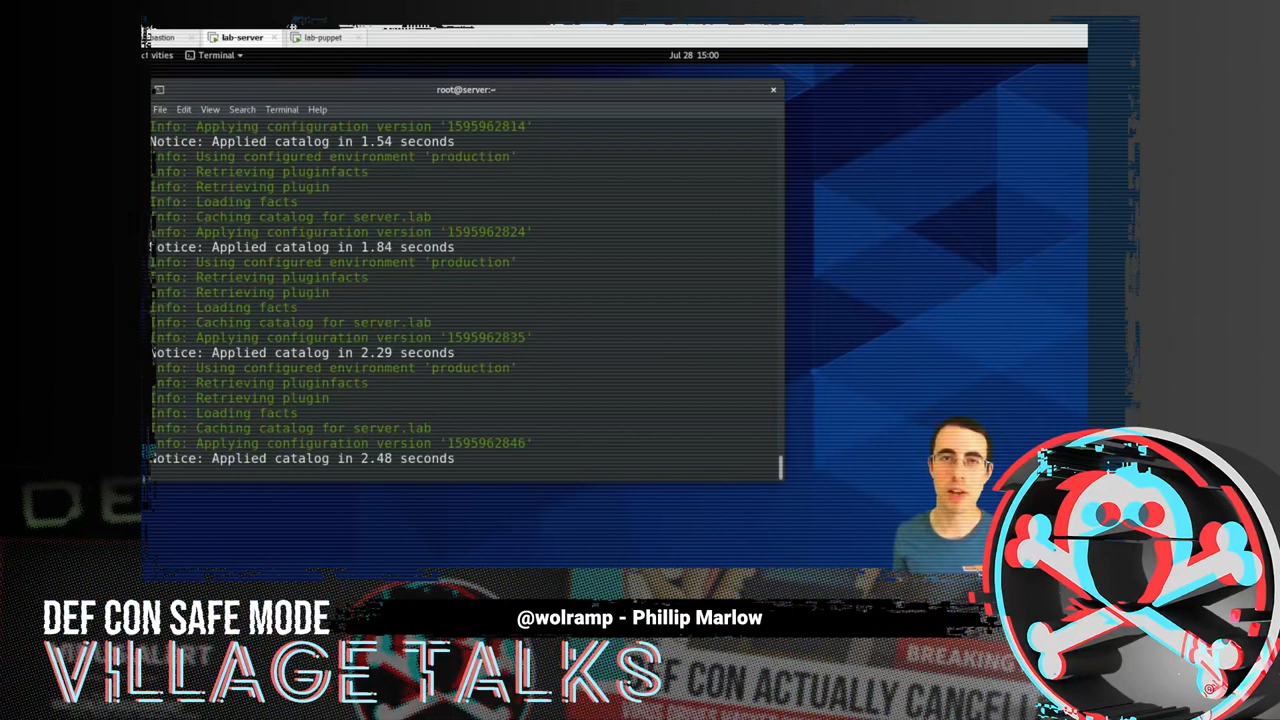 bastion
lab-server
lab-puppet
vities
Terminal
Jul 28 15:00
root@server:~
File Edit View Search Terminal Help
Info: Applying configuration version '1595962814'
Notice: Applied catalog in 1.54 seconds
Info: Using configured environment 'production'
Info: Retrieving pluginfacts
Info: Retrieving plugin
Info: Loading facts
Info: Caching catalog for server.lab
Info: Applying configuration version '1595962824'
Notice: Applied catalog in 1.84 seconds
Info: Using configured environment 'production'
Info: Retrieving pluginfacts
Info: Retrieving plugin
Info: Loading facts
Info: Caching catalog for server.lab
Info: Applying configuration version '1595962835'
Notice: Applied catalog in 2.29 seconds
Info: Using configured environment 'production'
Info: Retrieving pluginfacts
Info: Retrieving plugin
Info: Loading facts
Info: Caching catalog for server.lab
Info: Applying configuration version '1595962846'
Notice: Applied catalog in 2.48 seconds
DE
DEF CON SAFE MODE
@wolramp - Phillip Marlow
VILLAGE TALKS
BREAKING
DEF CON ACTUALLY CANCELL